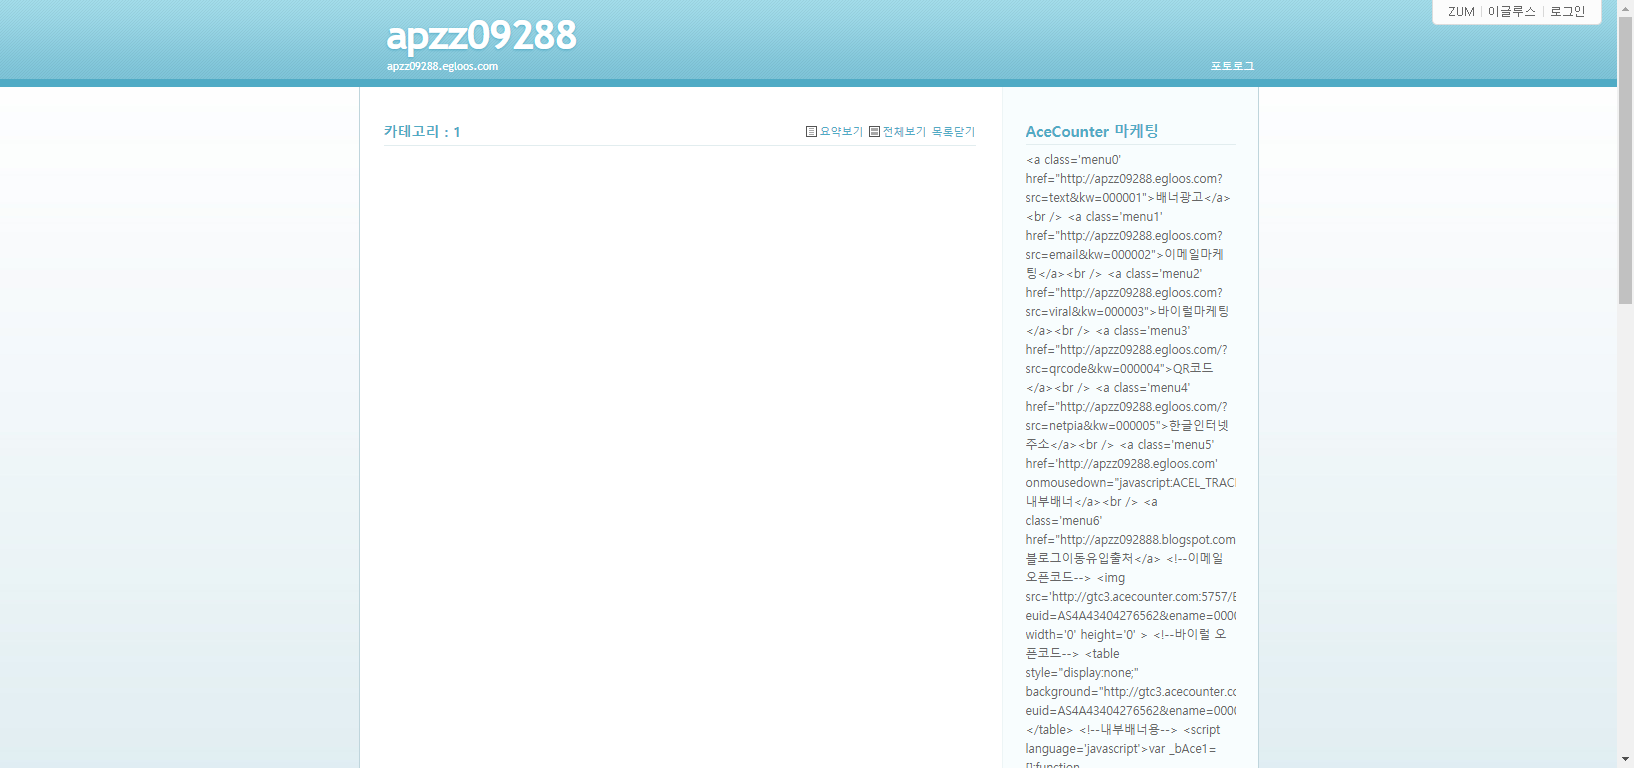 ZUM 이글루스 로그인
apzz09288
apzz09288.egloos.com
포토로그
카테고리 : 1
요약보기 전체보기 목록닫기
AceCounter 마케팅
<a class='menu0'
href="http://apzz09288.egloos.com?
src=text&kw=000001">배너광고</a>
<br /> <a class='menu1'
href="http://apzz09288.egloos.com?
src=email&kw=000002">이메일마케
팅</a><br /> <a class='menu2'
href="http://apzz09288.egloos.com?
src=viral&kw=000003">바이럴마케팅
</a><br /> <a class='menu3'
href="http://apzz09288.egloos.com/?
src=qrcode&kw=000004">QR코드
</a><br /> <a class='menu4'
href="http://apzz09288.egloos.com/?
src=netpia&kw=000005">한글인터넷
주소</a><br /> <a class='menu5'
href='http://apzz09288.egloos.com'
onmousedown="javascript:ACEL_TRAC
내부배너</a><br /> <a
class='menu6'
href="http://apzz092888.blogspot.com
블로그이동유입출처</a> <!--이메일
오픈코드--> <img
src='http://gtc3.acecounter.com:5757/
euid=AS4A43404276562&ename=000
width='0' height='0' > <!--바이럴 오
픈코드--> <table
style="display:none;"
background="http://gtc3.acecounter.c
euid=AS4A43404276562&ename=000
</table> <!--내부배너용--> <script
language='javascript'>var _bAce1=
[];function